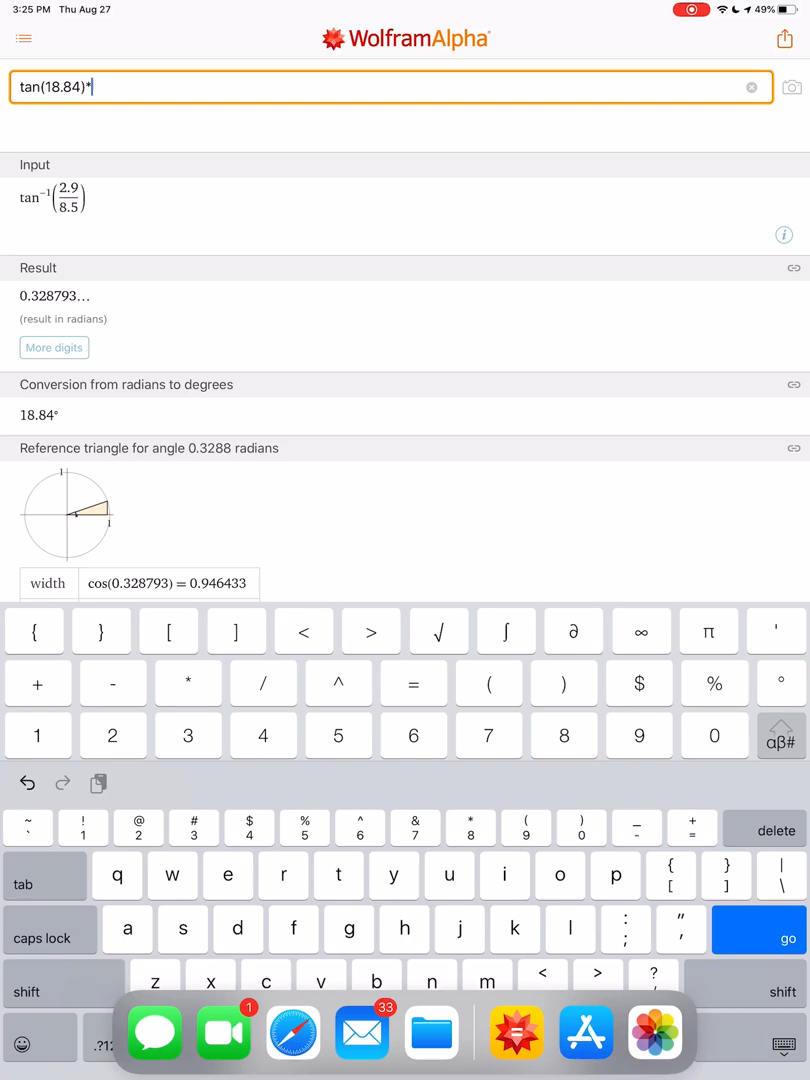 3:25 PM Thu Aug 27 49%
WolframAlpha
tan(18.84)*
Input
tan⁻¹(2.9/8.5)
i
Result
0.328793…
(result in radians)
More digits
Conversion from radians to degrees
18.84°
Reference triangle for angle 0.3288 radians
1
1
width cos(0.328793) = 0.946433
{ } [ ] < > √ ∫ ∂ ∞ π '
+ - * / ^ = ( ) $ % °
1 2 3 4 5 6 7 8 9 0 αβ#
~ ! @ # $ % ^ & * ( ) _ +
` 1 2 3 4 5 6 7 8 9 0 - = delete
tab q w e r t y u i o p { } |
[ ] \
caps lock a s d f g h j k l : " go
; '
shift z x c v b n m < > ? shift
1 33
.?12